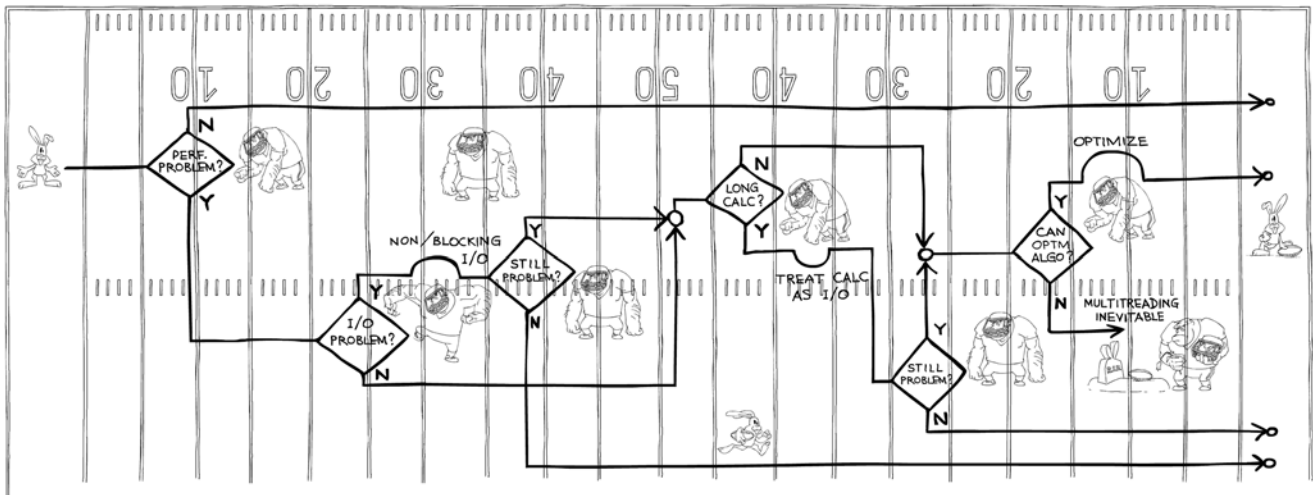 10 20 30 40 50 40 30 20 10
N
PERF.
PROBLEM?
Y
NON/BLOCKING
I/O
Y
I/O
PROBLEM?
N
Y
STILL
PROBLEM?
N
N
LONG
CALC?
Y
TREAT CALC
AS I/O
Y
STILL
PROBLEM?
N
OPTIMIZE
Y
CAN
OPTM
ALGO?
N
MULTITREADING
INEVITABLE
R.I.P.